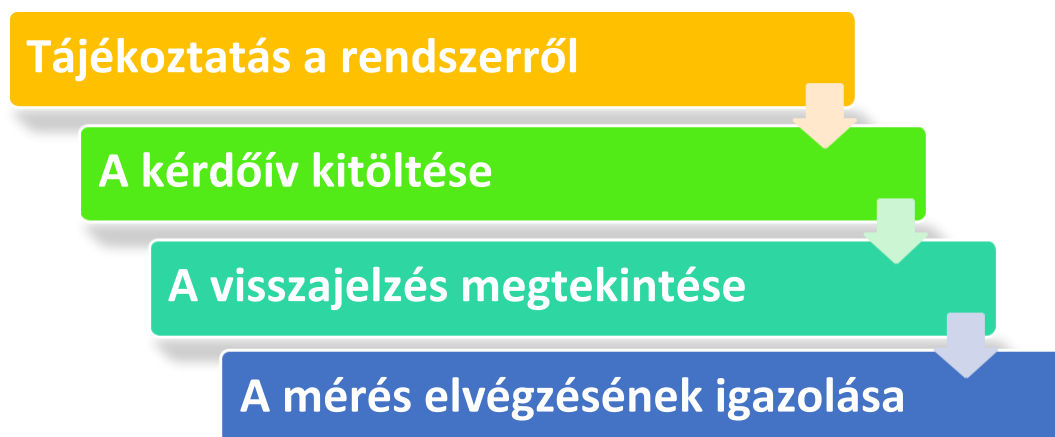 Tájékoztatás a rendszerről
A kérdőív kitöltése
A visszajelzés megtekintése
A mérés elvégzésének igazolása